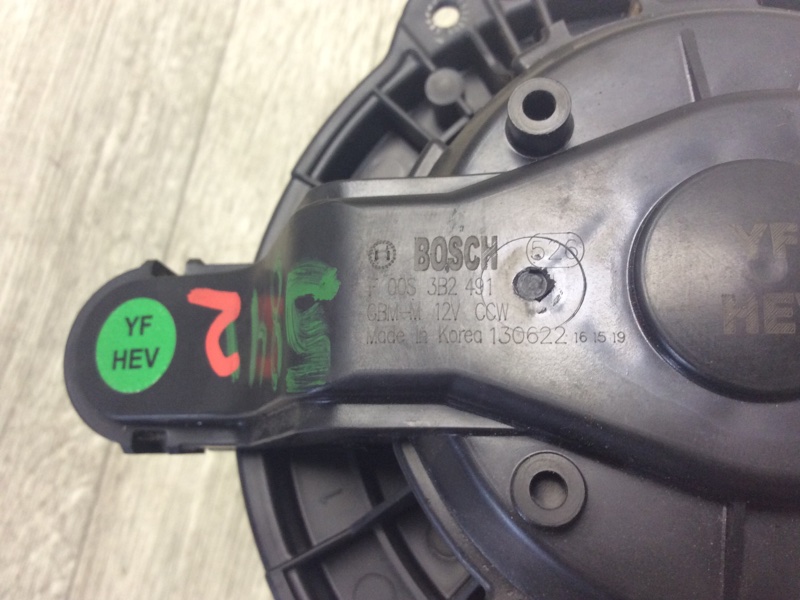 BOSCH 526
F 00S 3B2 491
CBM-M 12V CCW
Made in Korea 130622 16 15 19
YF
HEV
2
YF
HEV